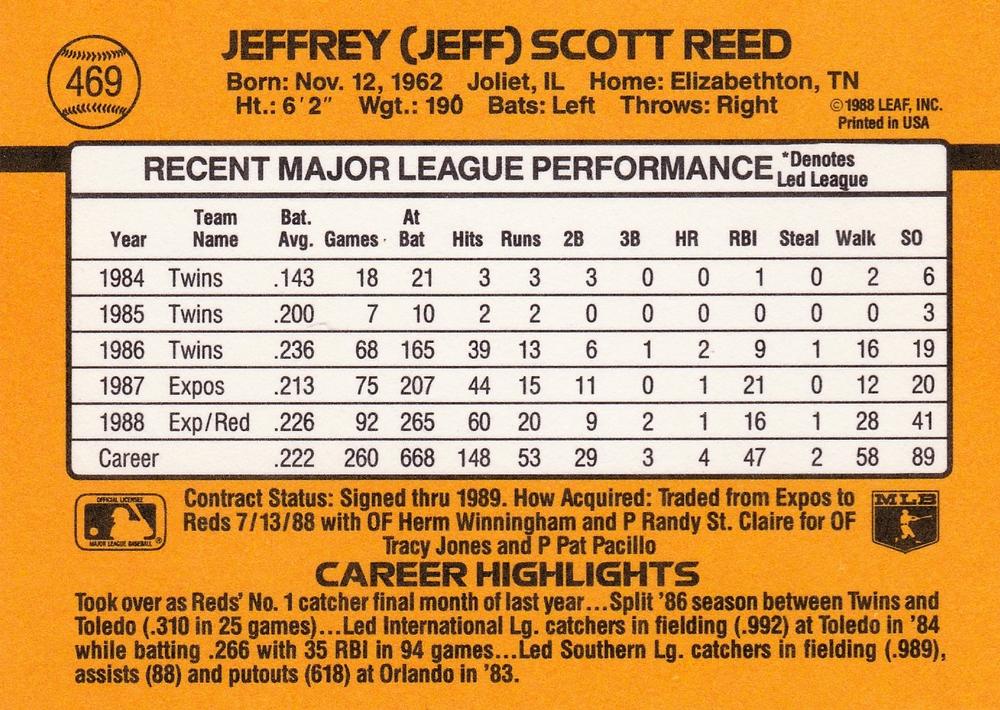 469
JEFFREY (JEFF) SCOTT REED
Born: Nov. 12, 1962 Joliet, IL Home: Elizabethton, TN
Ht.: 6'2" Wgt.: 190 Bats: Left Throws: Right
©1988 LEAF, INC.
Printed in USA
RECENT MAJOR LEAGUE PERFORMANCE *Denotes
Led League
Year Team Name Bat. Avg. Games At Bat Hits Runs 2B 3B HR RBI Steal Walk SO
1984 Twins .143 18 21 3 3 3 0 0 1 0 2 6
1985 Twins .200 7 10 2 2 0 0 0 0 0 0 3
1986 Twins .236 68 165 39 13 6 1 2 9 1 16 19
1987 Expos .213 75 207 44 15 11 0 1 21 0 12 20
1988 Exp/Red .226 92 265 60 20 9 2 1 16 1 28 41
Career .222 260 668 148 53 29 3 4 47 2 58 89
OFFICIAL LICENSEE
MAJOR LEAGUE BASEBALL®
Contract Status: Signed thru 1989. How Acquired: Traded from Expos to
Reds 7/13/88 with OF Herm Winningham and P Randy St. Claire for OF
Tracy Jones and P Pat Pacillo
MLB
CAREER HIGHLIGHTS
Took over as Reds' No. 1 catcher final month of last year...Split '86 season between Twins and
Toledo (.310 in 25 games)...Led International Lg. catchers in fielding (.992) at Toledo in '84
while batting .266 with 35 RBI in 94 games...Led Southern Lg. catchers in fielding (.989),
assists (88) and putouts (618) at Orlando in '83.